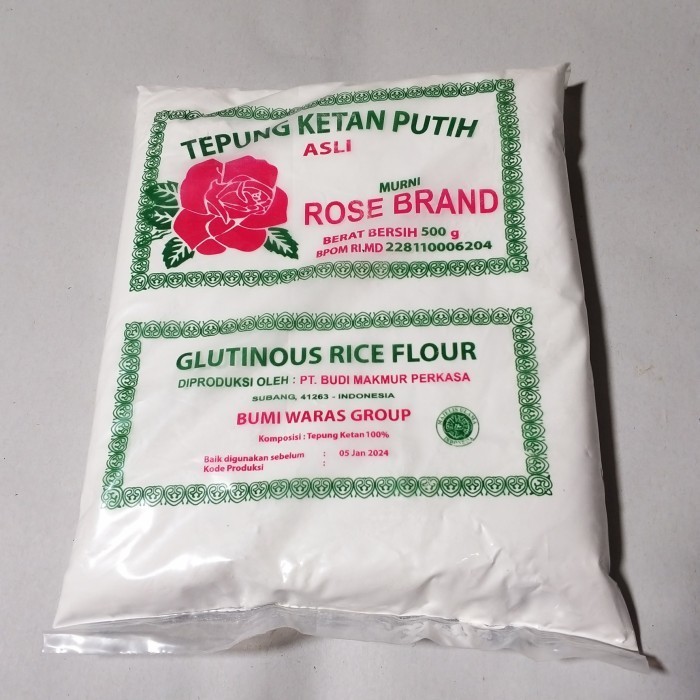 TEPUNG KETAN PUTIH
ASLI
MURNI
ROSE BRAND
BERAT BERSIH 500 g
BPOM RI.MD 228110006204
GLUTINOUS RICE FLOUR
DIPRODUKSI OLEH : PT. BUDI MAKMUR PERKASA
SUBANG, 41263 - INDONESIA
BUMI WARAS GROUP
Komposisi : Tepung Ketan 100%
Baik digunakan sebelum : 05 Jan 2024
Kode Produksi :